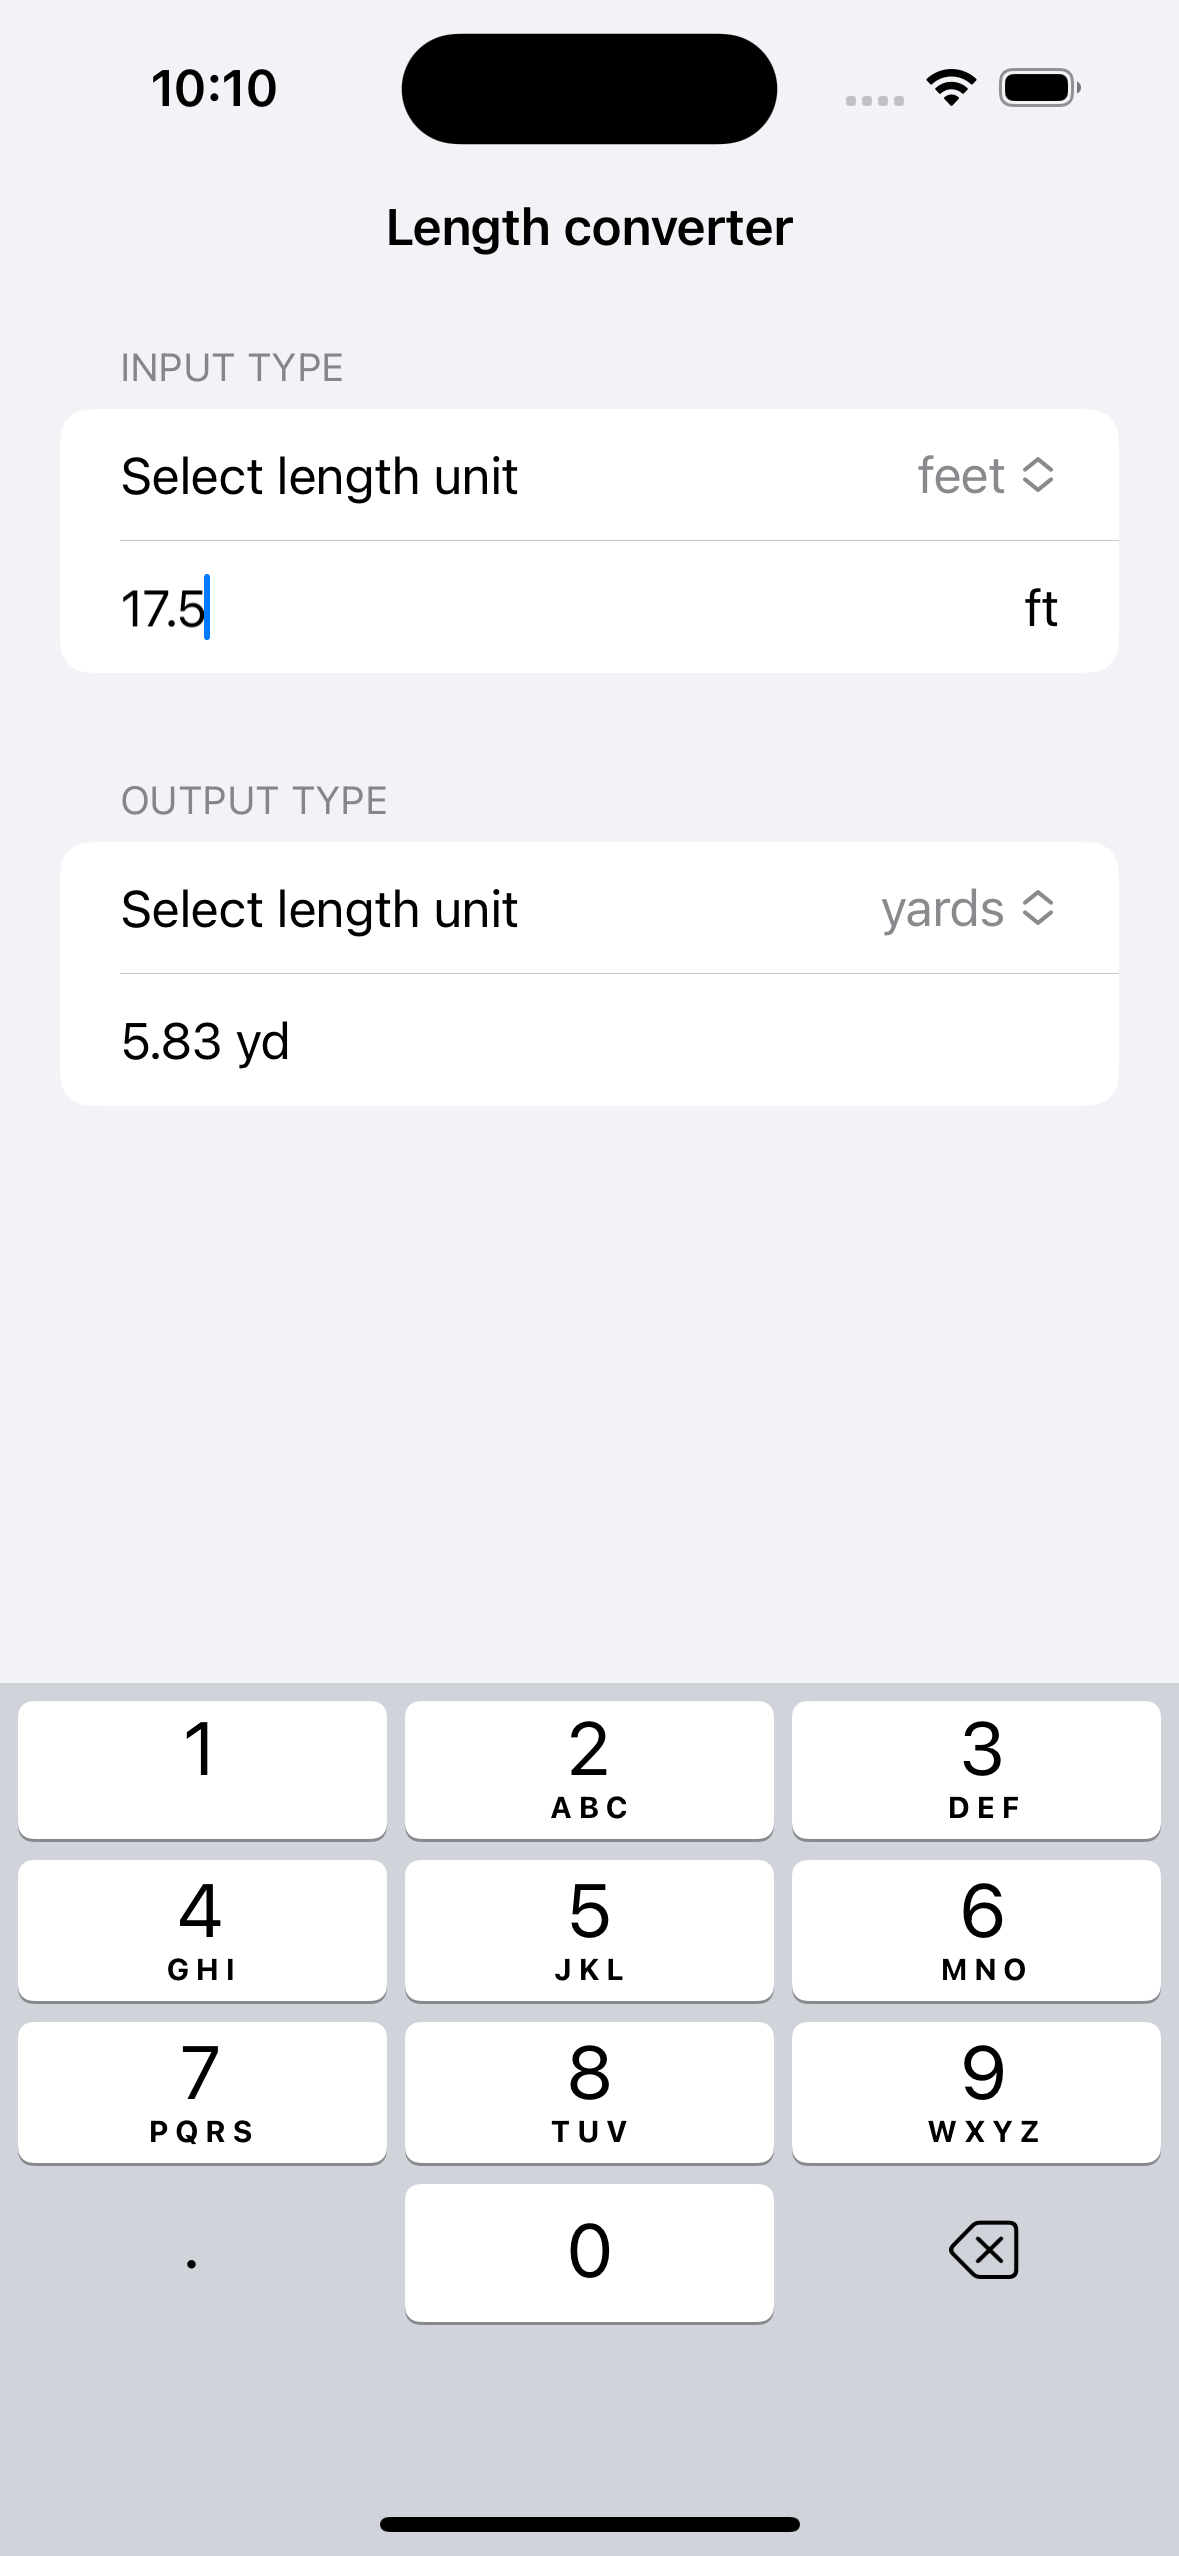 10:10
Length converter
INPUT TYPE
Select length unit feet
17.5 ft
OUTPUT TYPE
Select length unit yards
5.83 yd
1 2 3
ABC DEF
4 5 6
GHI JKL MNO
7 8 9
PQRS TUV WXYZ
. 0